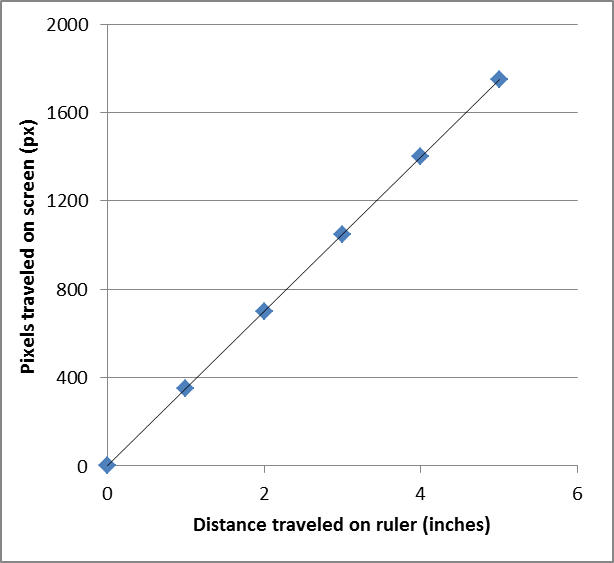 2000
1600
1200
800
400
0
0 2 4 6
Pixels traveled on screen (px)
Distance traveled on ruler (inches)